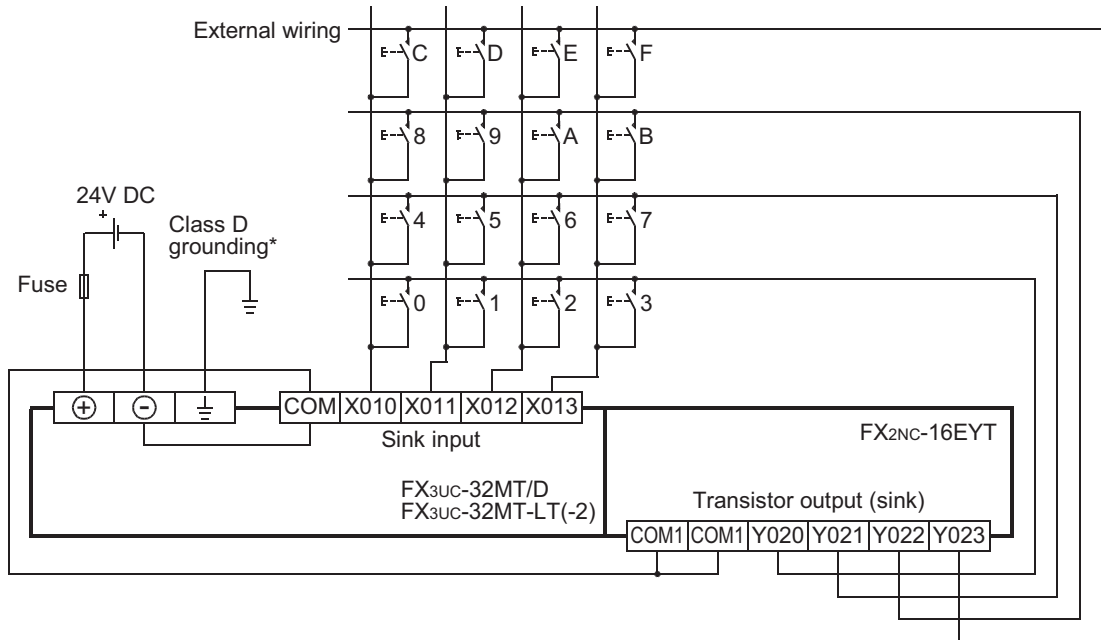 External wiring
C D E F
8 9 A B
24V DC
+
Class D
grounding*
4 5 6 7
Fuse
0 1 2 3
+ - COM X010 X011 X012 X013
Sink input
FX2NC-16EYT
FX3UC-32MT/D
FX3UC-32MT-LT(-2)
Transistor output (sink)
COM1 COM1 Y020 Y021 Y022 Y023